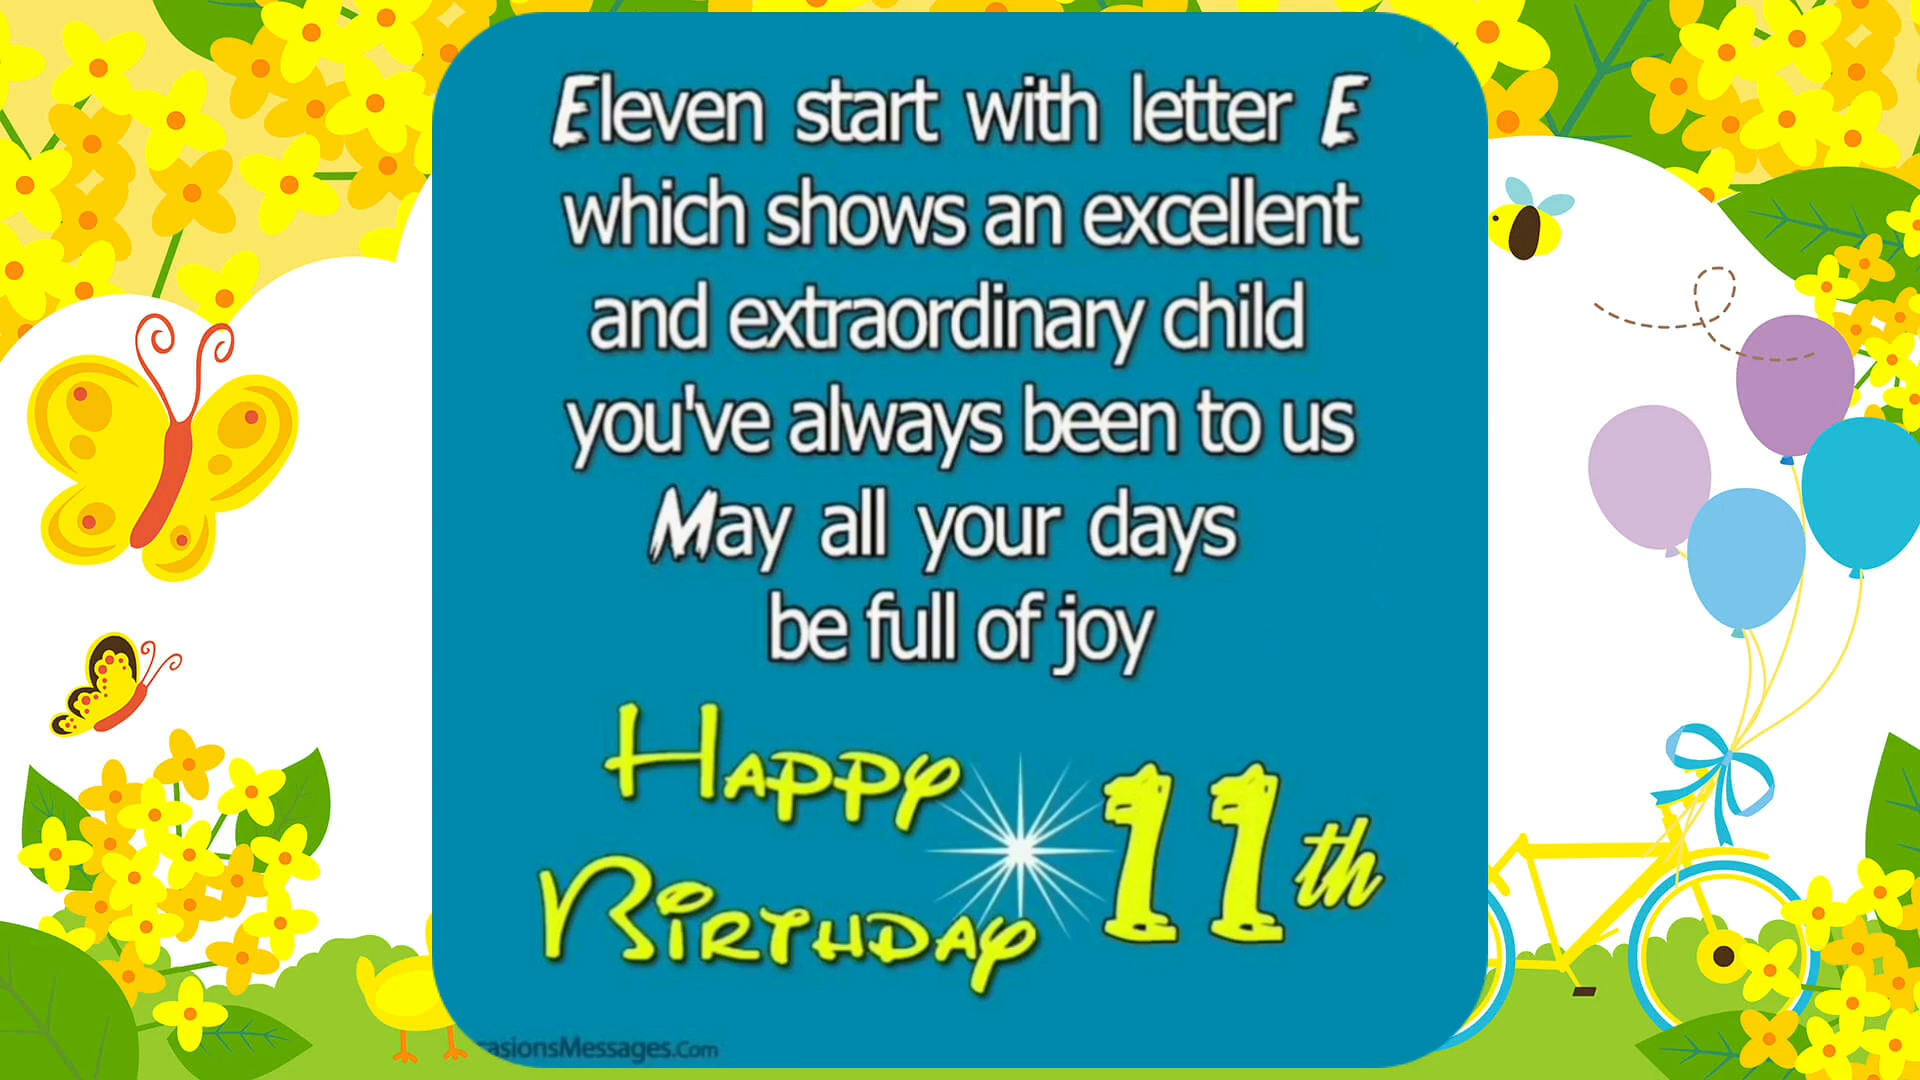 Eleven start with letter E
which shows an excellent
and extraordinary child
you've always been to us
May all your days
be full of joy
Happy
Birthday
11th
casionsMessages.Com